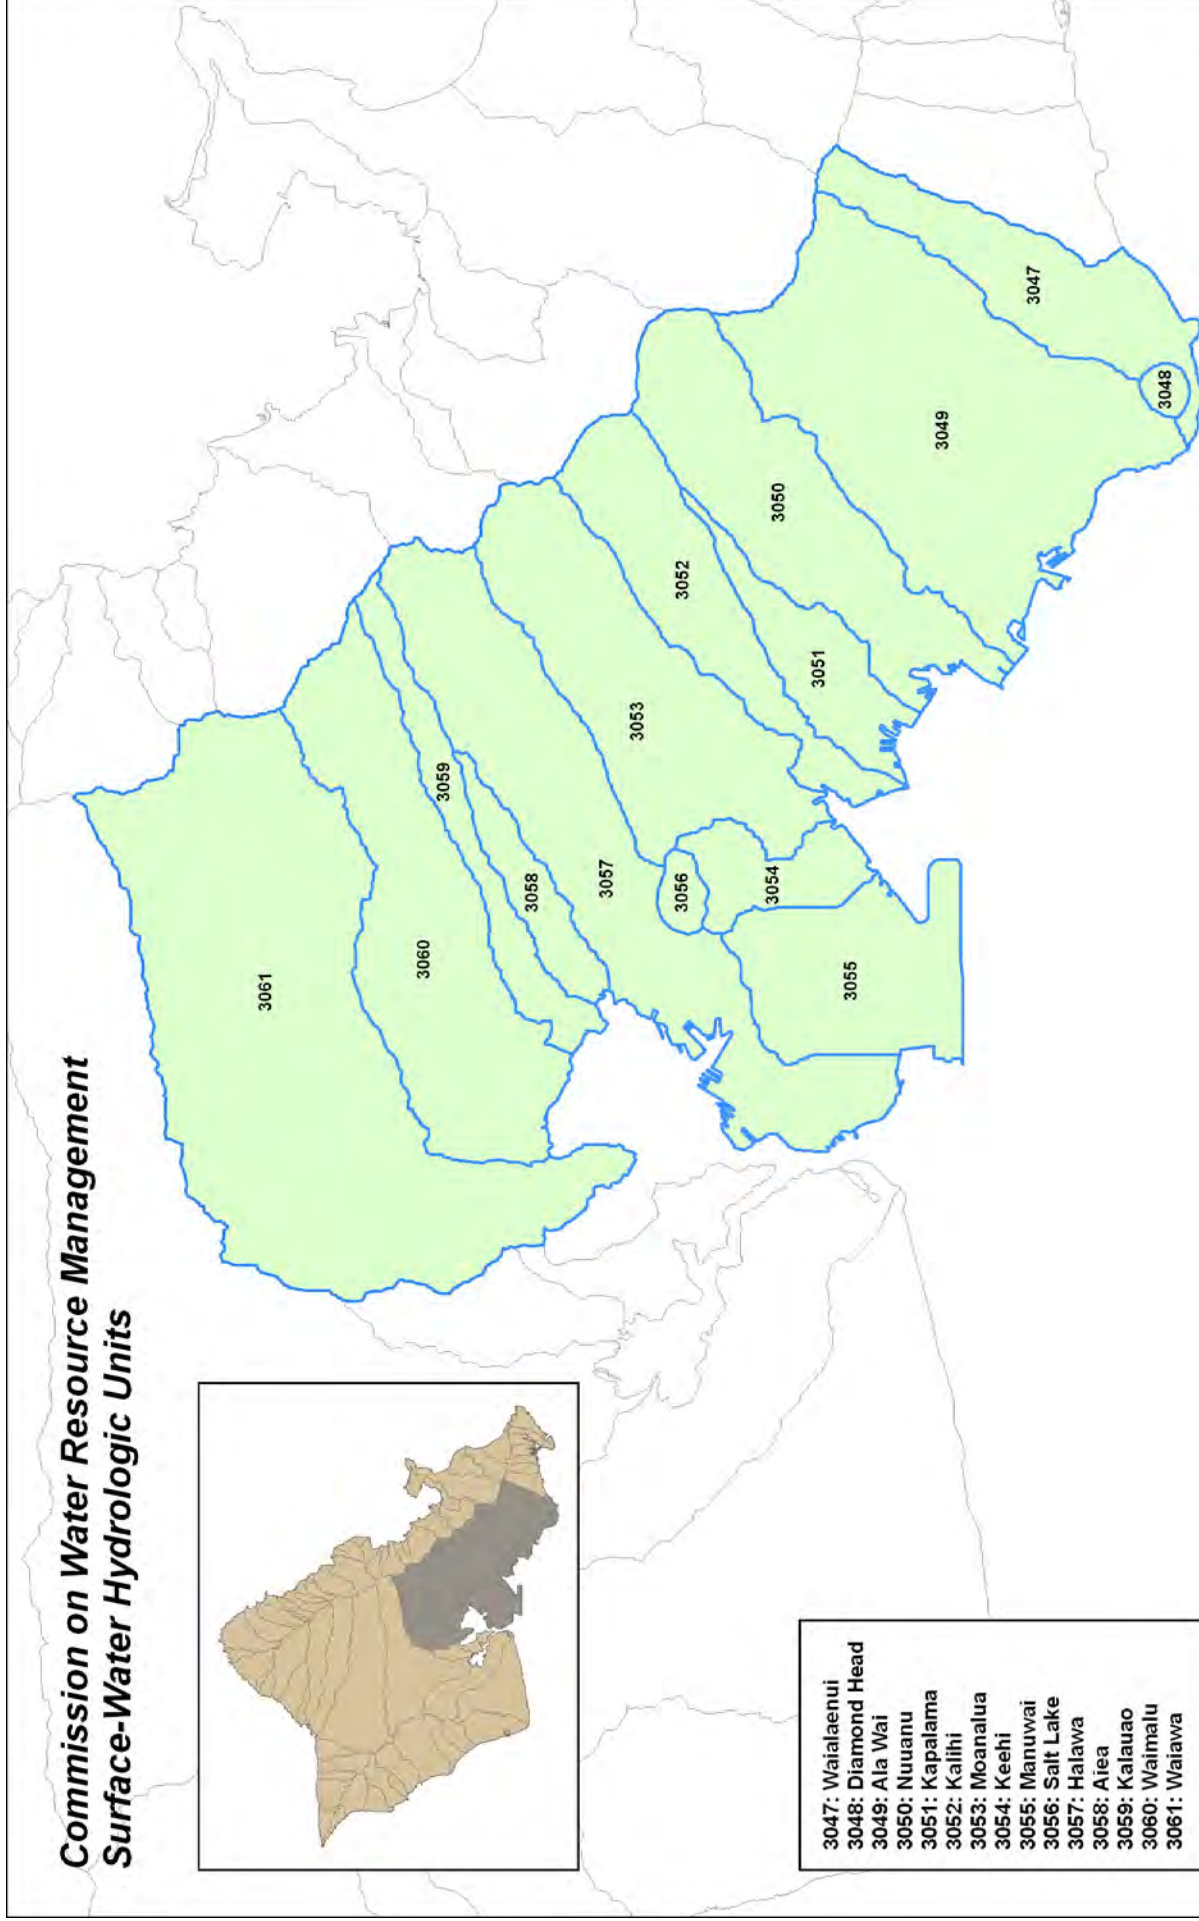 Commission on Water Resource Management
Surface-Water Hydrologic Units
3061
3060
3059
3058
3057
3056
3055
3054
3053
3052
3051
3050
3049
3048
3047
3047: Waialaenui
3048: Diamond Head
3049: Ala Wai
3050: Nuuanu
3051: Kapalama
3052: Kalihi
3053: Moanalua
3054: Keehi
3055: Manuwai
3056: Salt Lake
3057: Halawa
3058: Aiea
3059: Kalauao
3060: Waimalu
3061: Waiawa